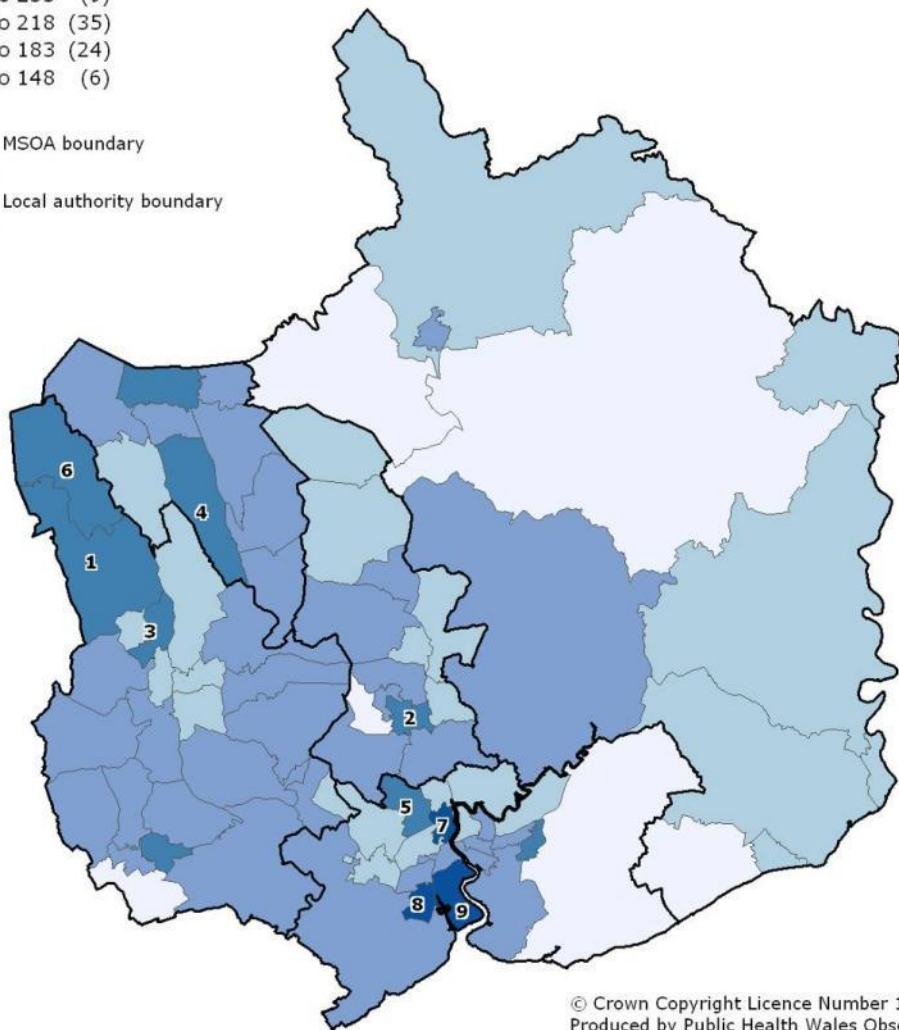 o 218 (35)
o 183 (24)
o 148 (6)
MSOA boundary
Local authority boundary
6
4
1
3
2
5
7
8
9
© Crown Copyright Licence Number
Produced by Public Health Wales